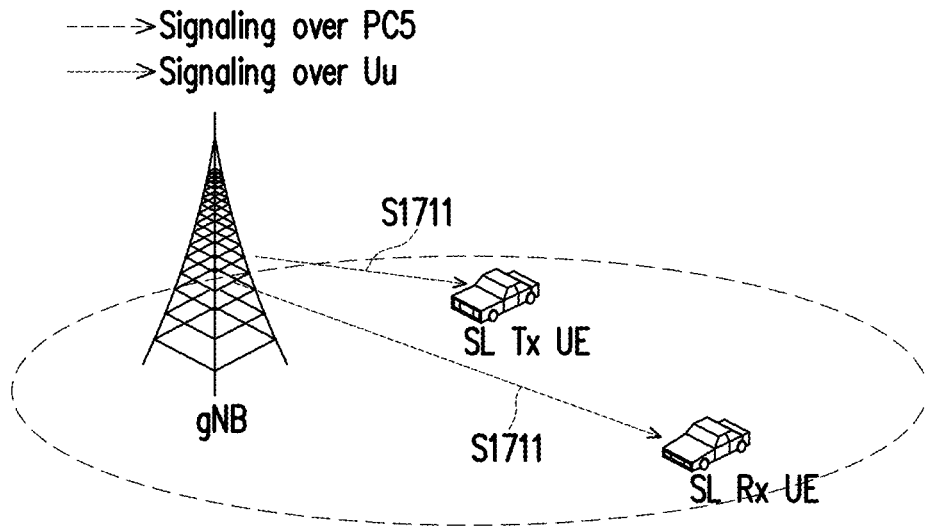 Signaling over PC5
Signaling over Uu
S1711
SL Tx UE
gNB
S1711
SL Rx UE